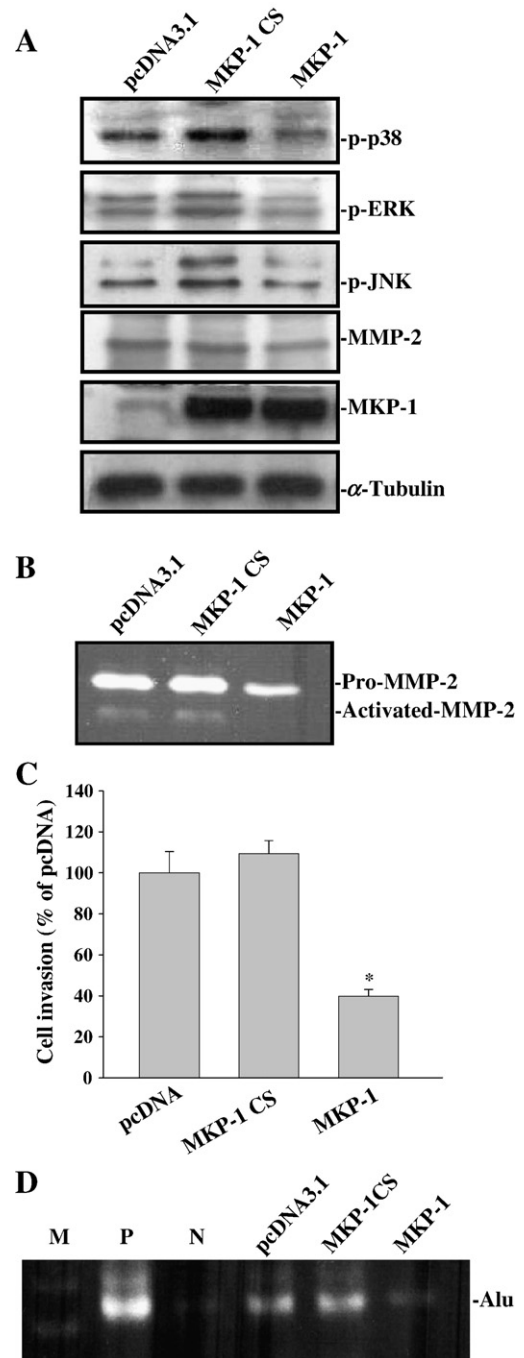 A
pcDNA3.1 MKP-1 CS MKP-1
-p-p38
-p-ERK
-p-JNK
-MMP-2
-MKP-1
-α-Tubulin
B
pcDNA3.1 MKP-1 CS MKP-1
-Pro-MMP-2
-Activated-MMP-2
C
Cell invasion (% of pcDNA)
140
120
100
80
60
40
20
0
*
pcDNA MKP-1 CS MKP-1
D
M P N pcDNA3.1 MKP-1CS MKP-1
-Alu